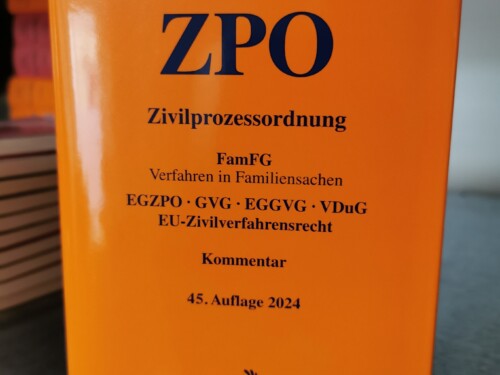 ZPO
Zivilprozessordnung
FamFG
Verfahren in Familiensachen
EGZPO · GVG · EGGVG · VDuG
EU-Zivilverfahrensrecht
Kommentar
45. Auflage 2024